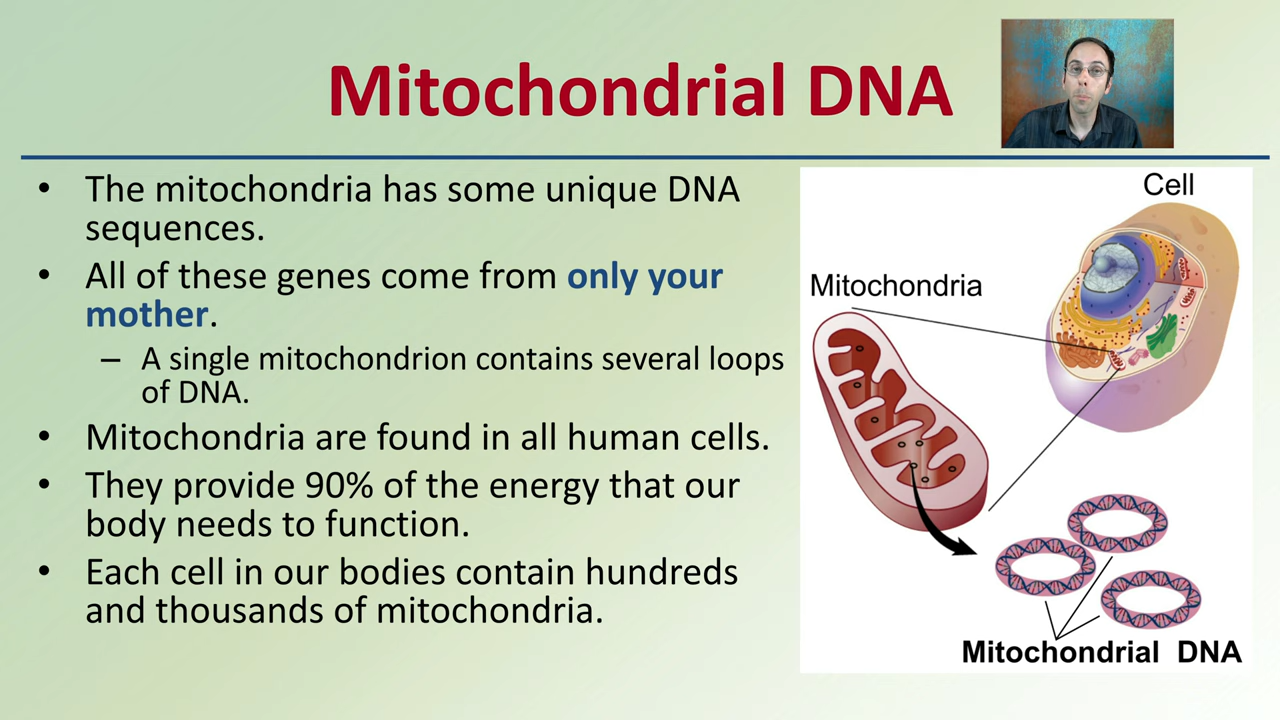 Mitochondrial DNA
• The mitochondria has some unique DNA
sequences.
• All of these genes come from only your
mother.
– A single mitochondrion contains several loops
of DNA.
• Mitochondria are found in all human cells.
• They provide 90% of the energy that our
body needs to function.
• Each cell in our bodies contain hundreds
and thousands of mitochondria.
Cell
Mitochondria
Mitochondrial DNA